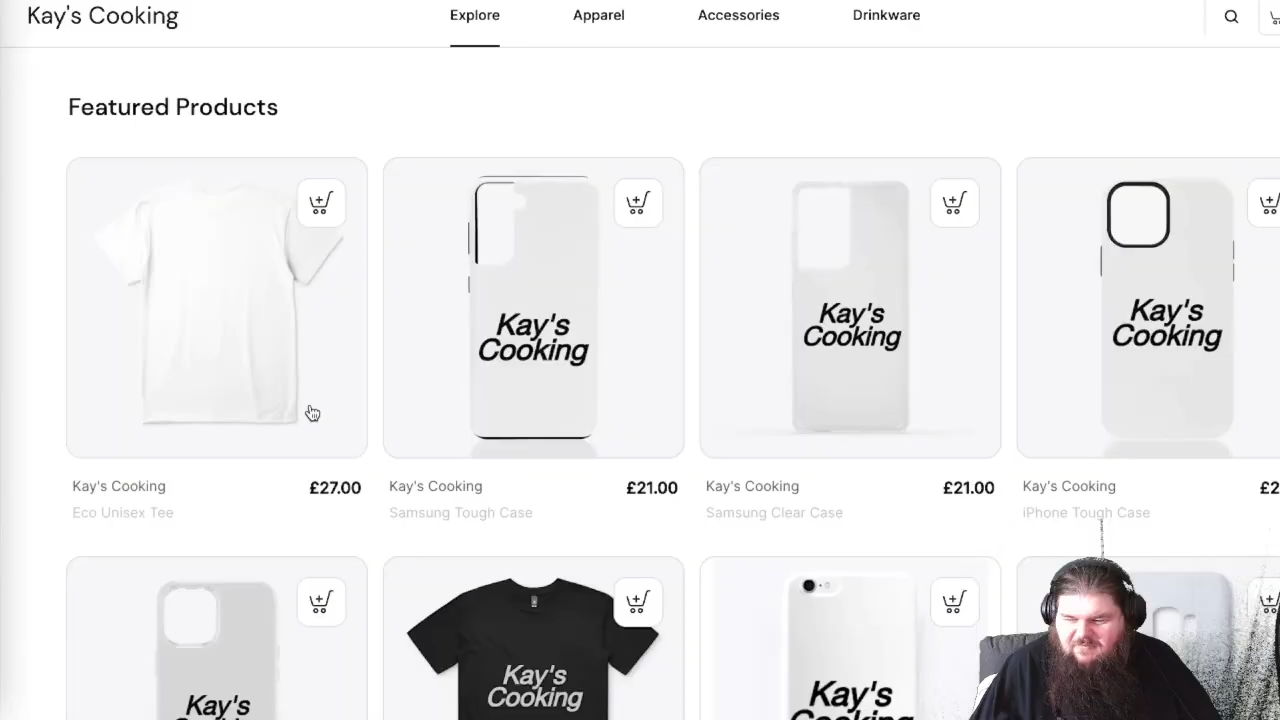 Kay's Cooking
Explore
Apparel
Accessories
Drinkware
Featured Products
Kay's
Cooking
Kay's
Cooking
Kay's
Cooking
Kay's Cooking
£27.00
Eco Unisex Tee
Kay's Cooking
£21.00
Samsung Tough Case
Kay's Cooking
£21.00
Samsung Clear Case
Kay's Cooking
£2
iPhone Tough Case
Kay's
Kay's
Cooking
Kay's
Cooking